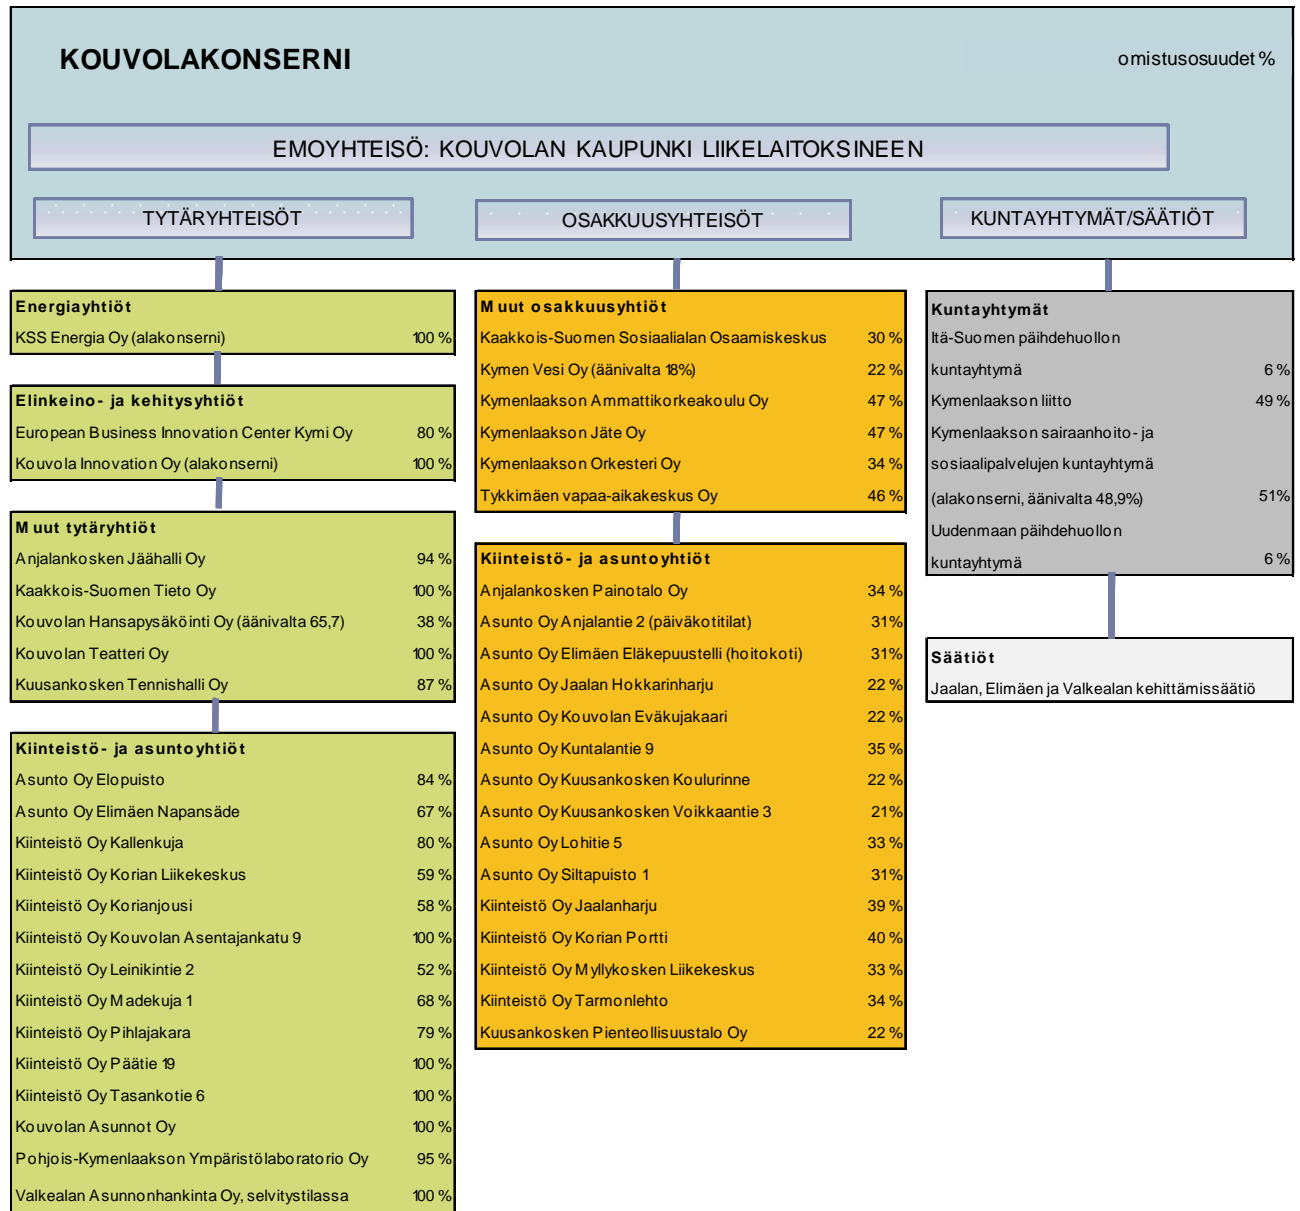 KOUVOLAKONSERNI
omistusosuudet %
EMOYHTEISÖ: KOUVOLAN KAUPUNKI LIIKELAITOKSINEEN
TYTÄRYHTEISÖT
OSAKKUUSYHTEISÖT
KUNTAYHTYMÄT/SÄÄTIÖT
Energiayhtiöt
KSS Energia Oy (alakonserni) 100 %
Elinkeino- ja kehitysyhtiöt
European Business Innovation Center Kymi Oy 80 %
Kouvola Innovation Oy (alakonserni) 100 %
Muut tytäryhtiöt
Anjalankosken Jäähalli Oy 94 %
Kaakkois-Suomen Tieto Oy 100 %
Kouvolan Hansapysäköinti Oy (äänivalta 65,7) 38 %
Kouvolan Teatteri Oy 100 %
Kuusankosken Tennishalli Oy 87 %
Kiinteistö- ja asuntoyhtiöt
Asunto Oy Elopuisto 84 %
Asunto Oy Elimäen Napansäde 67 %
Kiinteistö Oy Kallenkuja 80 %
Kiinteistö Oy Korian Liikekeskus 59 %
Kiinteistö Oy Korianjousi 58 %
Kiinteistö Oy Kouvolan Asentajankatu 9 100 %
Kiinteistö Oy Leinikintie 2 52 %
Kiinteistö Oy Madekuja 1 68 %
Kiinteistö Oy Pihlajakara 79 %
Kiinteistö Oy Päätie 19 100 %
Kiinteistö Oy Tasankotie 6 100 %
Kouvolan Asunnot Oy 100 %
Pohjois-Kymenlaakson Ympäristölaboratorio Oy 95 %
Valkealan Asunnonhankinta Oy, selvitystilassa 100 %
Muut osakkuusyhtiöt
Kaakkois-Suomen Sosiaalialan Osaamiskeskus 30 %
Kymen Vesi Oy (äänivalta 18%) 22 %
Kymenlaakson Ammattikorkeakoulu Oy 47 %
Kymenlaakson Jäte Oy 47 %
Kymenlaakson Orkesteri Oy 34 %
Tykkimäen vapaa-aikakeskus Oy 46 %
Kiinteistö- ja asuntoyhtiöt
Anjalankosken Painotalo Oy 34 %
Asunto Oy Anjalantie 2 (päiväkotitilat) 31%
Asunto Oy Elimäen Eläkepuustelli (hoitokoti) 31%
Asunto Oy Jaalan Hokkarinharju 22 %
Asunto Oy Kouvolan Eväkujakaari 22 %
Asunto Oy Kuntalantie 9 35 %
Asunto Oy Kuusankosken Koulurinne 22 %
Asunto Oy Kuusankosken Voikkaantie 3 21%
Asunto Oy Lohitie 5 33 %
Asunto Oy Siltapuisto 1 31%
Kiinteistö Oy Jaalanharju 39 %
Kiinteistö Oy Korian Portti 40 %
Kiinteistö Oy Myllykosken Liikekeskus 33 %
Kiinteistö Oy Tarmonlehto 34 %
Kuusankosken Pienteollisuustalo Oy 22 %
Kuntayhtymät
Itä-Suomen päihdehuollon
kuntayhtymä 6 %
Kymenlaakson liitto 49 %
Kymenlaakson sairaanhoito- ja
sosiaalipalvelujen kuntayhtymä
(alakonserni, äänivalta 48,9%) 51%
Uudenmaan päihdehuollon
kuntayhtymä 6 %
Säätiöt
Jaalan, Elimäen ja Valkealan kehittämissäätiö